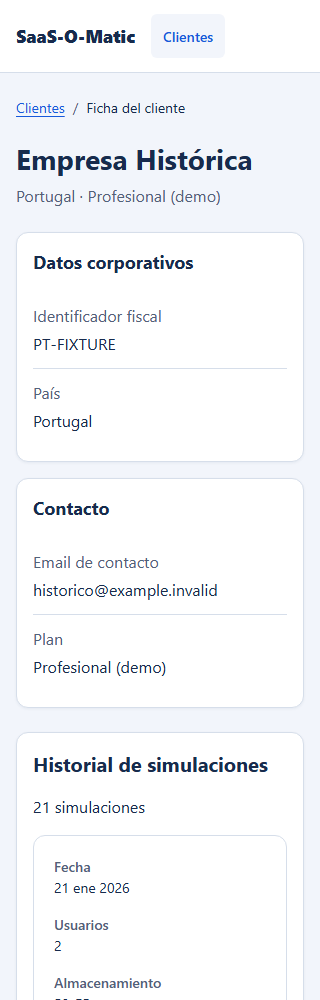 SaaS-O-Matic Clientes
Clientes / Ficha del cliente
Empresa Histórica
Portugal · Profesional (demo)
Datos corporativos
Identificador fiscal
PT-FIXTURE
País
Portugal
Contacto
Email de contacto
historico@example.invalid
Plan
Profesional (demo)
Historial de simulaciones
21 simulaciones
Fecha
21 ene 2026
Usuarios
2
Almacenamiento